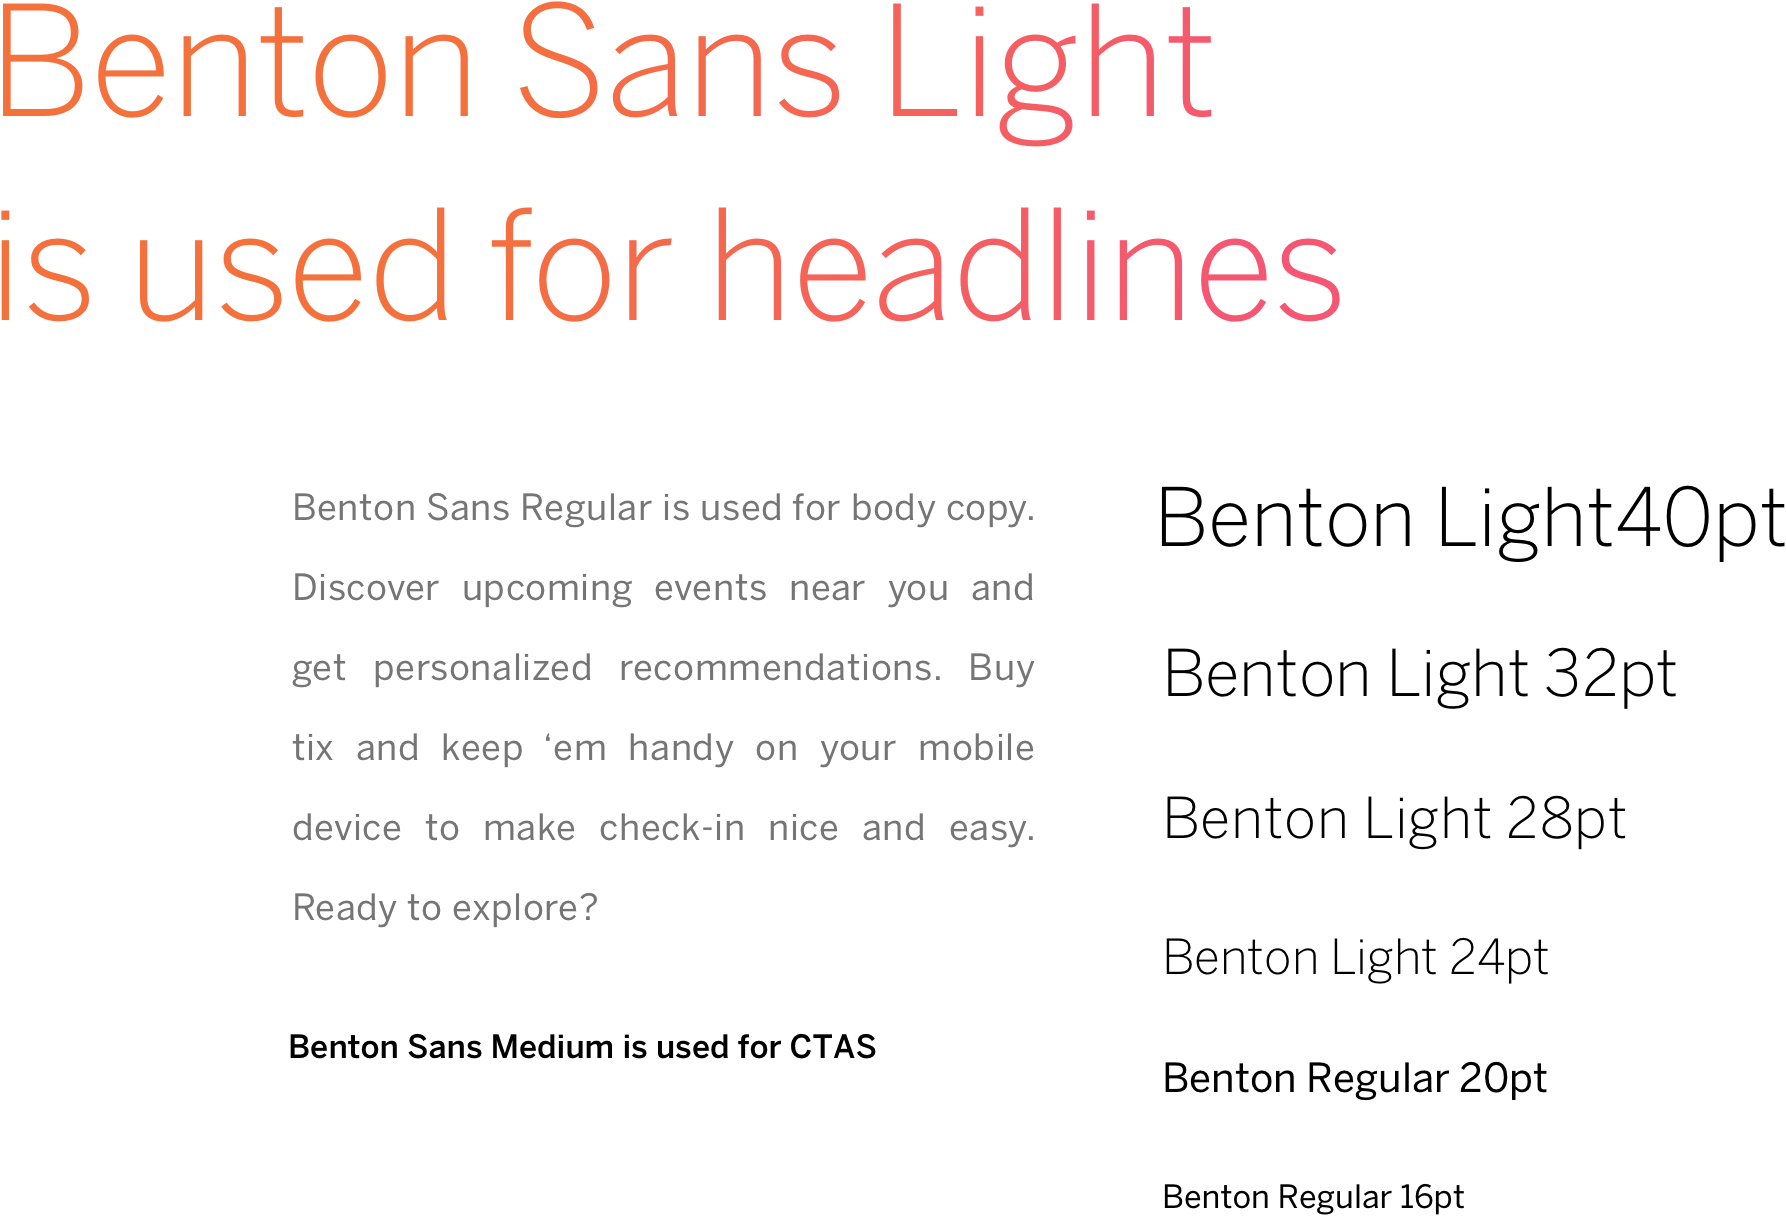 Benton Sans Light
is used for headlines
Benton Sans Regular is used for body copy.
Discover upcoming events near you and
get personalized recommendations. Buy
tix and keep ‘em handy on your mobile
device to make check-in nice and easy.
Ready to explore?
Benton Sans Medium is used for CTAS
Benton Light40pt
Benton Light 32pt
Benton Light 28pt
Benton Light 24pt
Benton Regular 20pt
Benton Regular 16pt